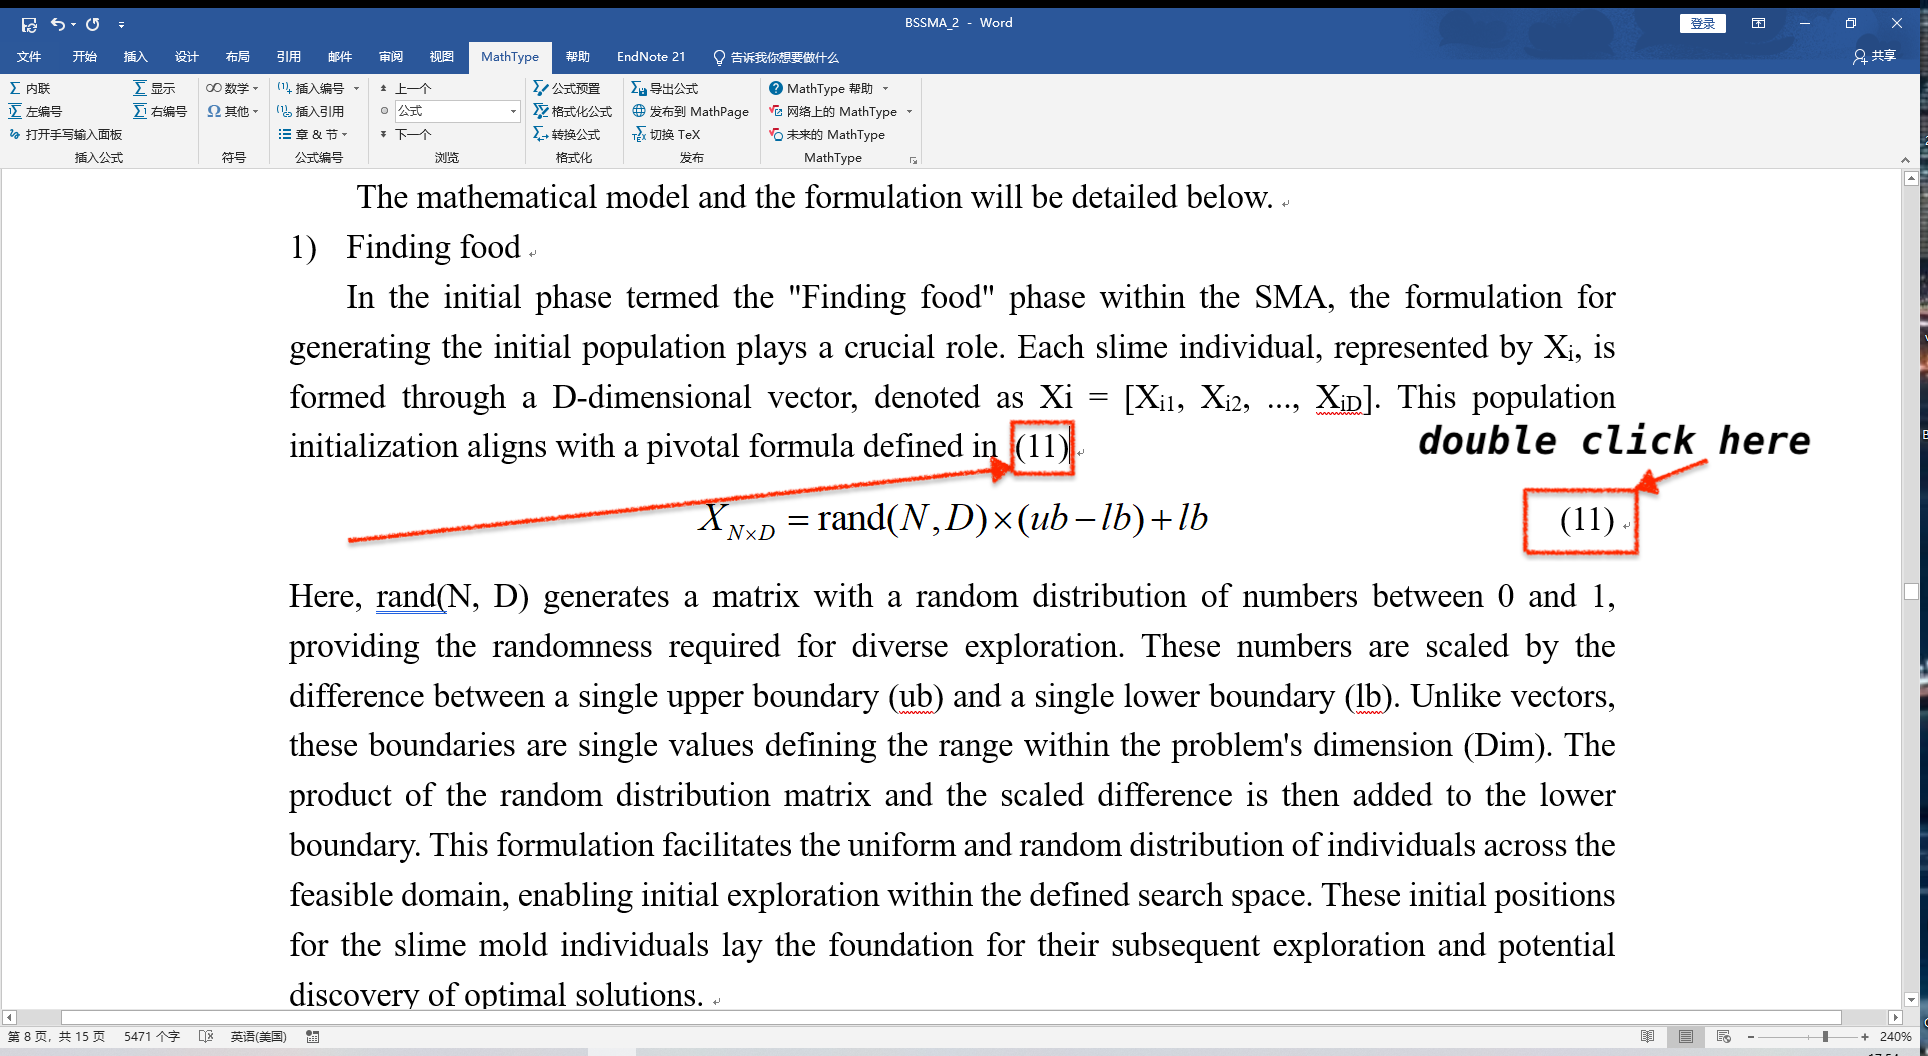 BSSMA_2 - Word
登录
文件 开始 插入 设计 布局 引用 邮件 审阅 视图 MathType 帮助 EndNote 21 告诉我你想要做什么 共享
内联 显示 数学 插入编号 上一个 公式预置 导出公式 MathType 帮助
左编号 右编号 其他 插入引用 公式 格式化公式 发布到 MathPage 网络上的 MathType
打开手写输入面板 章 & 节 下一个 转换公式 切换 TeX 未来的 MathType
插入公式 符号 公式编号 浏览 格式化 发布 MathType
The mathematical model and the formulation will be detailed below.
1) Finding food
In the initial phase termed the "Finding food" phase within the SMA, the formulation for
generating the initial population plays a crucial role. Each slime individual, represented by Xi, is
formed through a D-dimensional vector, denoted as Xi = [Xi1, Xi2, ..., XiD]. This population
initialization aligns with a pivotal formula defined in (11)
double click here
X N×D = rand(N,D)×(ub−lb)+lb (11)
Here, rand(N, D) generates a matrix with a random distribution of numbers between 0 and 1,
providing the randomness required for diverse exploration. These numbers are scaled by the
difference between a single upper boundary (ub) and a single lower boundary (lb). Unlike vectors,
these boundaries are single values defining the range within the problem's dimension (Dim). The
product of the random distribution matrix and the scaled difference is then added to the lower
boundary. This formulation facilitates the uniform and random distribution of individuals across the
feasible domain, enabling initial exploration within the defined search space. These initial positions
for the slime mold individuals lay the foundation for their subsequent exploration and potential
discovery of optimal solutions.
第 8 页，共 15 页 5471 个字 英语(美国) 240%